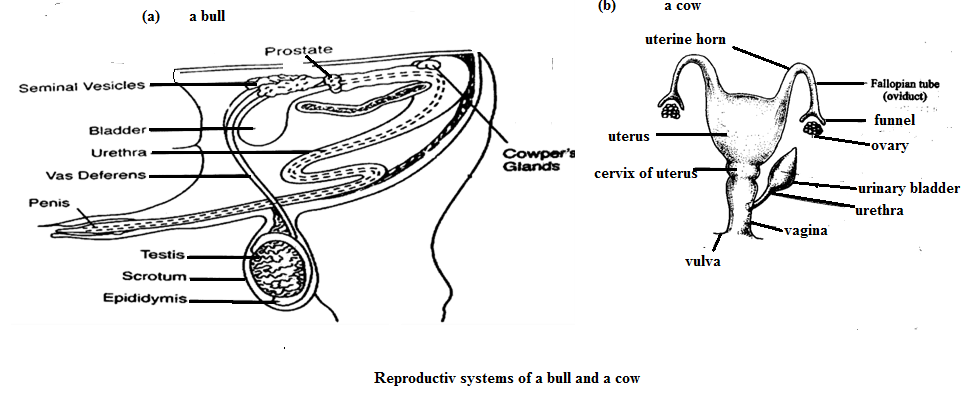 (a) a bull
Prostate
Seminal Vesicles
Bladder
Urethra
Vas Deferens
Penis
Cowper's
Glands
Testis
Scrotum
Epididymis
(b) a cow
uterine horn
Fallopian tube
(oviduct)
funnel
uterus
ovary
cervix of uterus
urinary bladder
urethra
vagina
vulva
Reproductiv systems of a bull and a cow